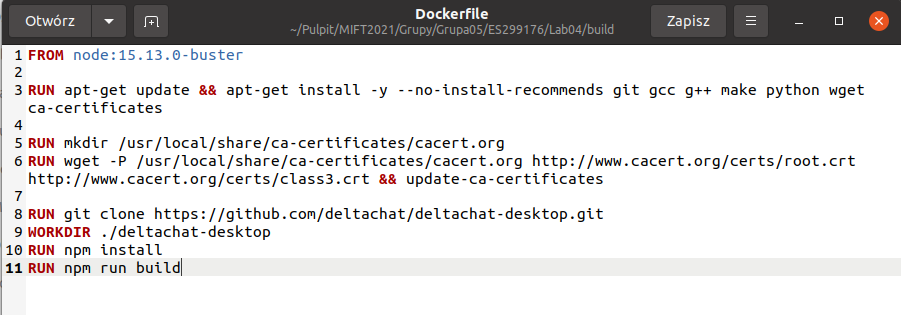 Otwórz
Dockerfile
~/Pulpit/MIFT2021/Grupy/Grupa05/ES299176/Lab04/build
Zapisz
1 FROM node:15.13.0-buster
2
3 RUN apt-get update && apt-get install -y --no-install-recommends git gcc g++ make python wget
ca-certificates
4
5 RUN mkdir /usr/local/share/ca-certificates/cacert.org
6 RUN wget -P /usr/local/share/ca-certificates/cacert.org http://www.cacert.org/certs/root.crt
http://www.cacert.org/certs/class3.crt && update-ca-certificates
7
8 RUN git clone https://github.com/deltachat/deltachat-desktop.git
9 WORKDIR ./deltachat-desktop
10 RUN npm install
11 RUN npm run build